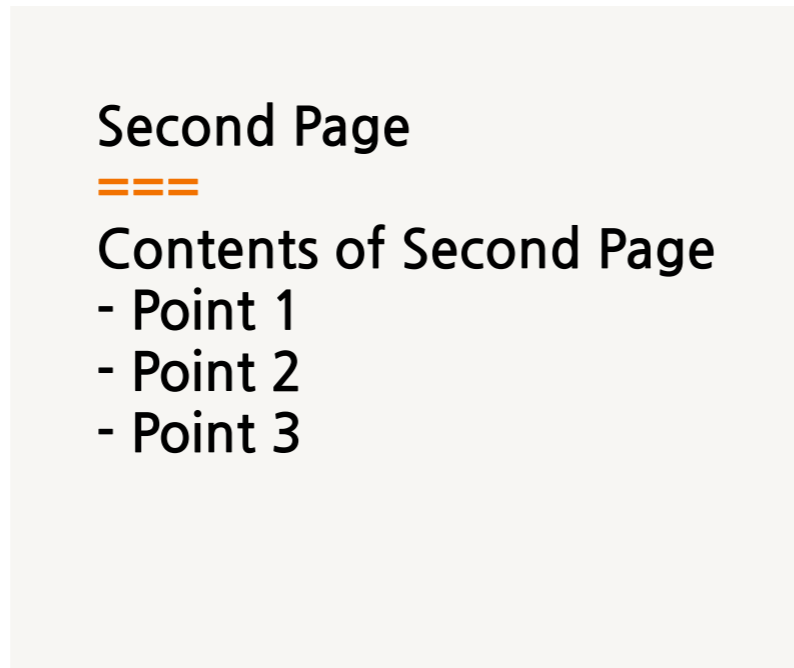 Second Page
===
Contents of Second Page
- Point 1
- Point 2
- Point 3